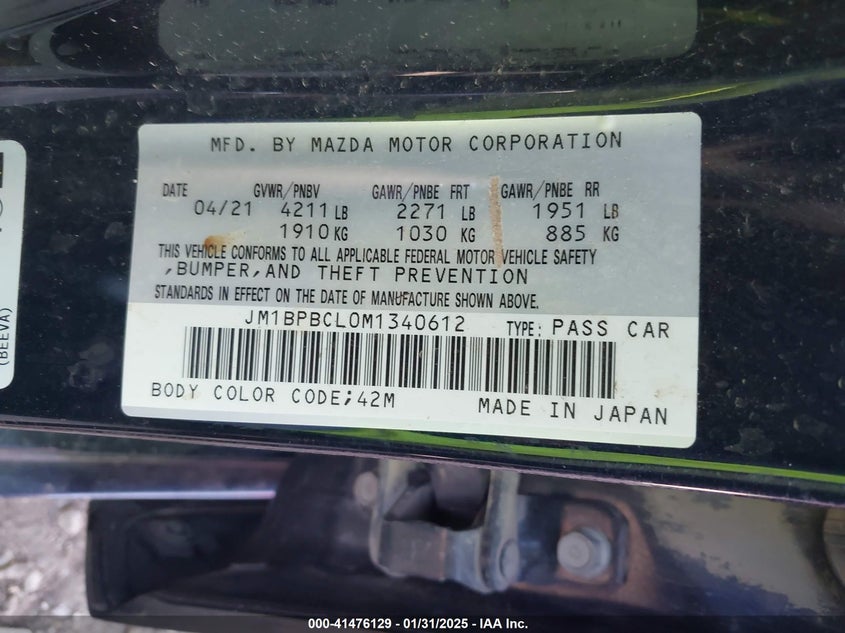 MFD. BY MAZDA MOTOR CORPORATION
DATE GVWR/PNBV GAWR/PNBE FRT GAWR/PNBE RR
04/21 4211 LB 2271 LB 1951 LB
1910 KG 1030 KG 885 KG
THIS VEHICLE CONFORMS TO ALL APPLICABLE FEDERAL MOTOR VEHICLE SAFETY
,BUMPER,AND THEFT PREVENTION
STANDARDS IN EFFECT ON THE DATE OF MANUFACTURE SHOWN ABOVE.
JM1BPBCL0M1340612 TYPE: PASS CAR
BODY COLOR CODE;42M MADE IN JAPAN
(BEEVA)
000-41476129 - 01/31/2025 - IAA Inc.